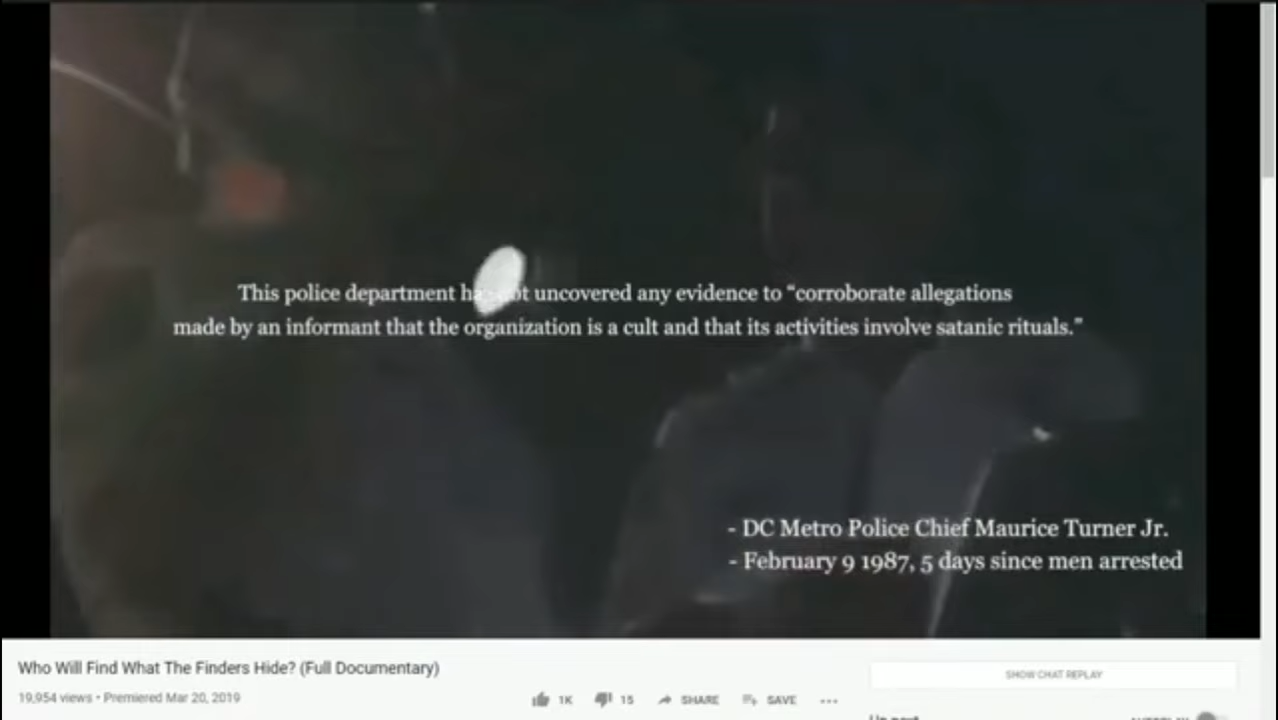 This police department uncovered any evidence to “corroborate allegations
made by an informant that the organization is a cult and that its activities involve satanic rituals.”
- DC Metro Police Chief Maurice Turner Jr.
- February 9 1987, 5 days since men arrested
Who Will Find What The Finders Hide? (Full Documentary)
SHOW CHAT REPLAY
19,954 views • Premiered Mar 20, 2019
1K 15 SHARE SAVE
Up next
AUTOPLAY